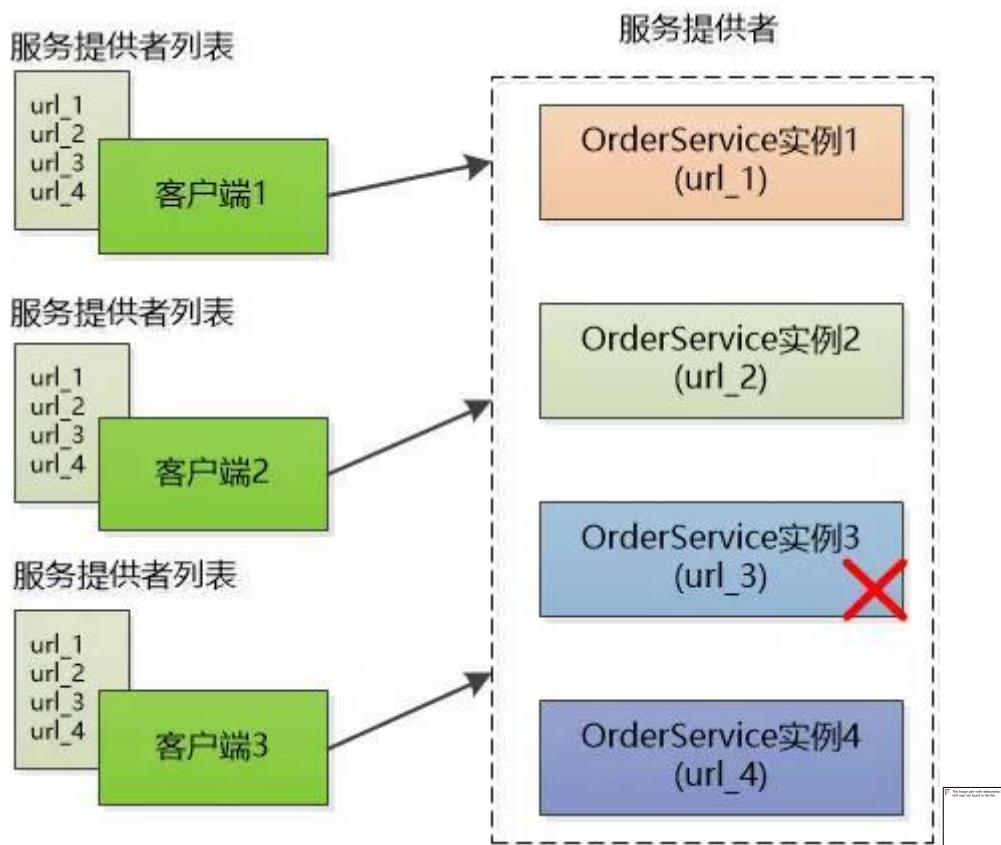 服务提供者列表
url_1
url_2
url_3
url_4
客户端1
服务提供者列表
url_1
url_2
url_3
url_4
客户端2
服务提供者列表
url_1
url_2
url_3
url_4
客户端3
服务提供者
OrderService实例1
(url_1)
OrderService实例2
(url_2)
OrderService实例3
(url_3)
OrderService实例4
(url_4)